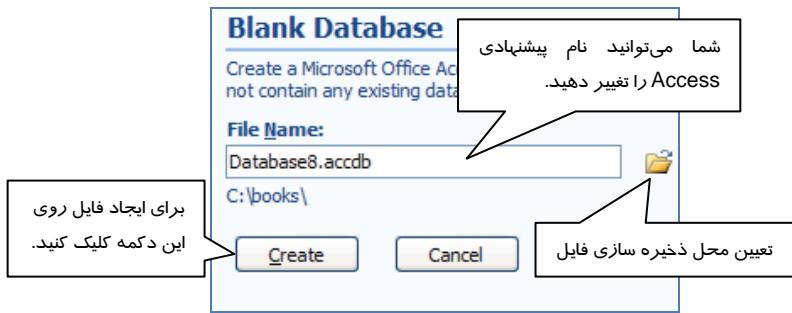 Blank Database
شما می‌توانید نام پیشنهادی
Access را تغییر دهید.
Create a Microsoft Office Ac
not contain any existing data
File Name:
Database8.accdb
C:\books\
برای ایجاد فایل روی
این دکمه کلیک کنید.
Create
Cancel
تعیین محل ذخیره سازی فایل